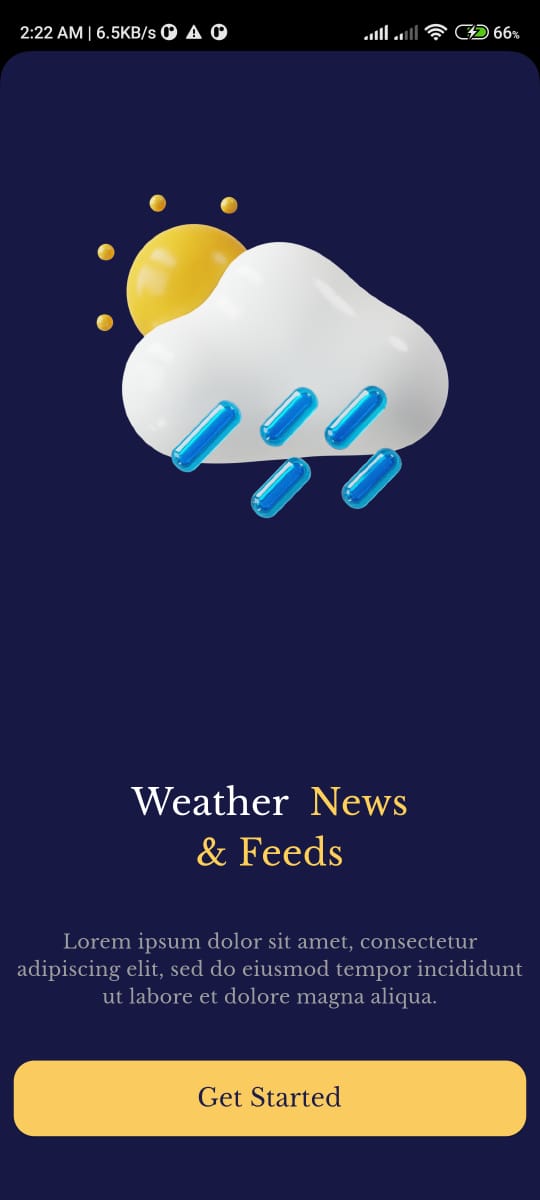 2:22 AM | 6.5KB/s 66%
Weather News
& Feeds
Lorem ipsum dolor sit amet, consectetur
adipiscing elit, sed do eiusmod tempor incididunt
ut labore et dolore magna aliqua.
Get Started